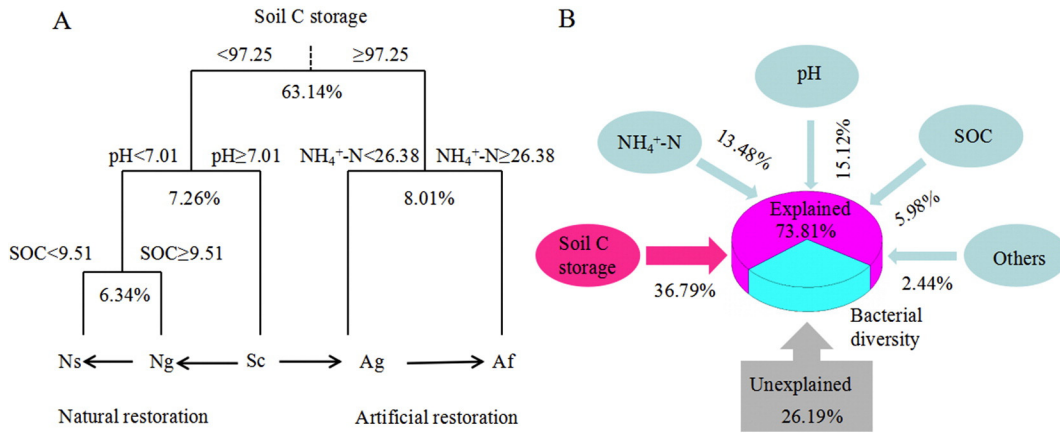 A
Soil C storage
<97.25
≥97.25
63.14%
pH<7.01
pH≥7.01
NH₄⁺-N<26.38
NH₄⁺-N≥26.38
7.26%
8.01%
SOC<9.51
SOC≥9.51
6.34%
Ns
Ng
Sc
Ag
Af
Natural restoration
Artificial restoration
B
pH
NH₄⁺-N
SOC
13.48%
15.12%
5.98%
Explained
73.81%
Soil C
storage
36.79%
Others
2.44%
Bacterial
diversity
Unexplained
26.19%